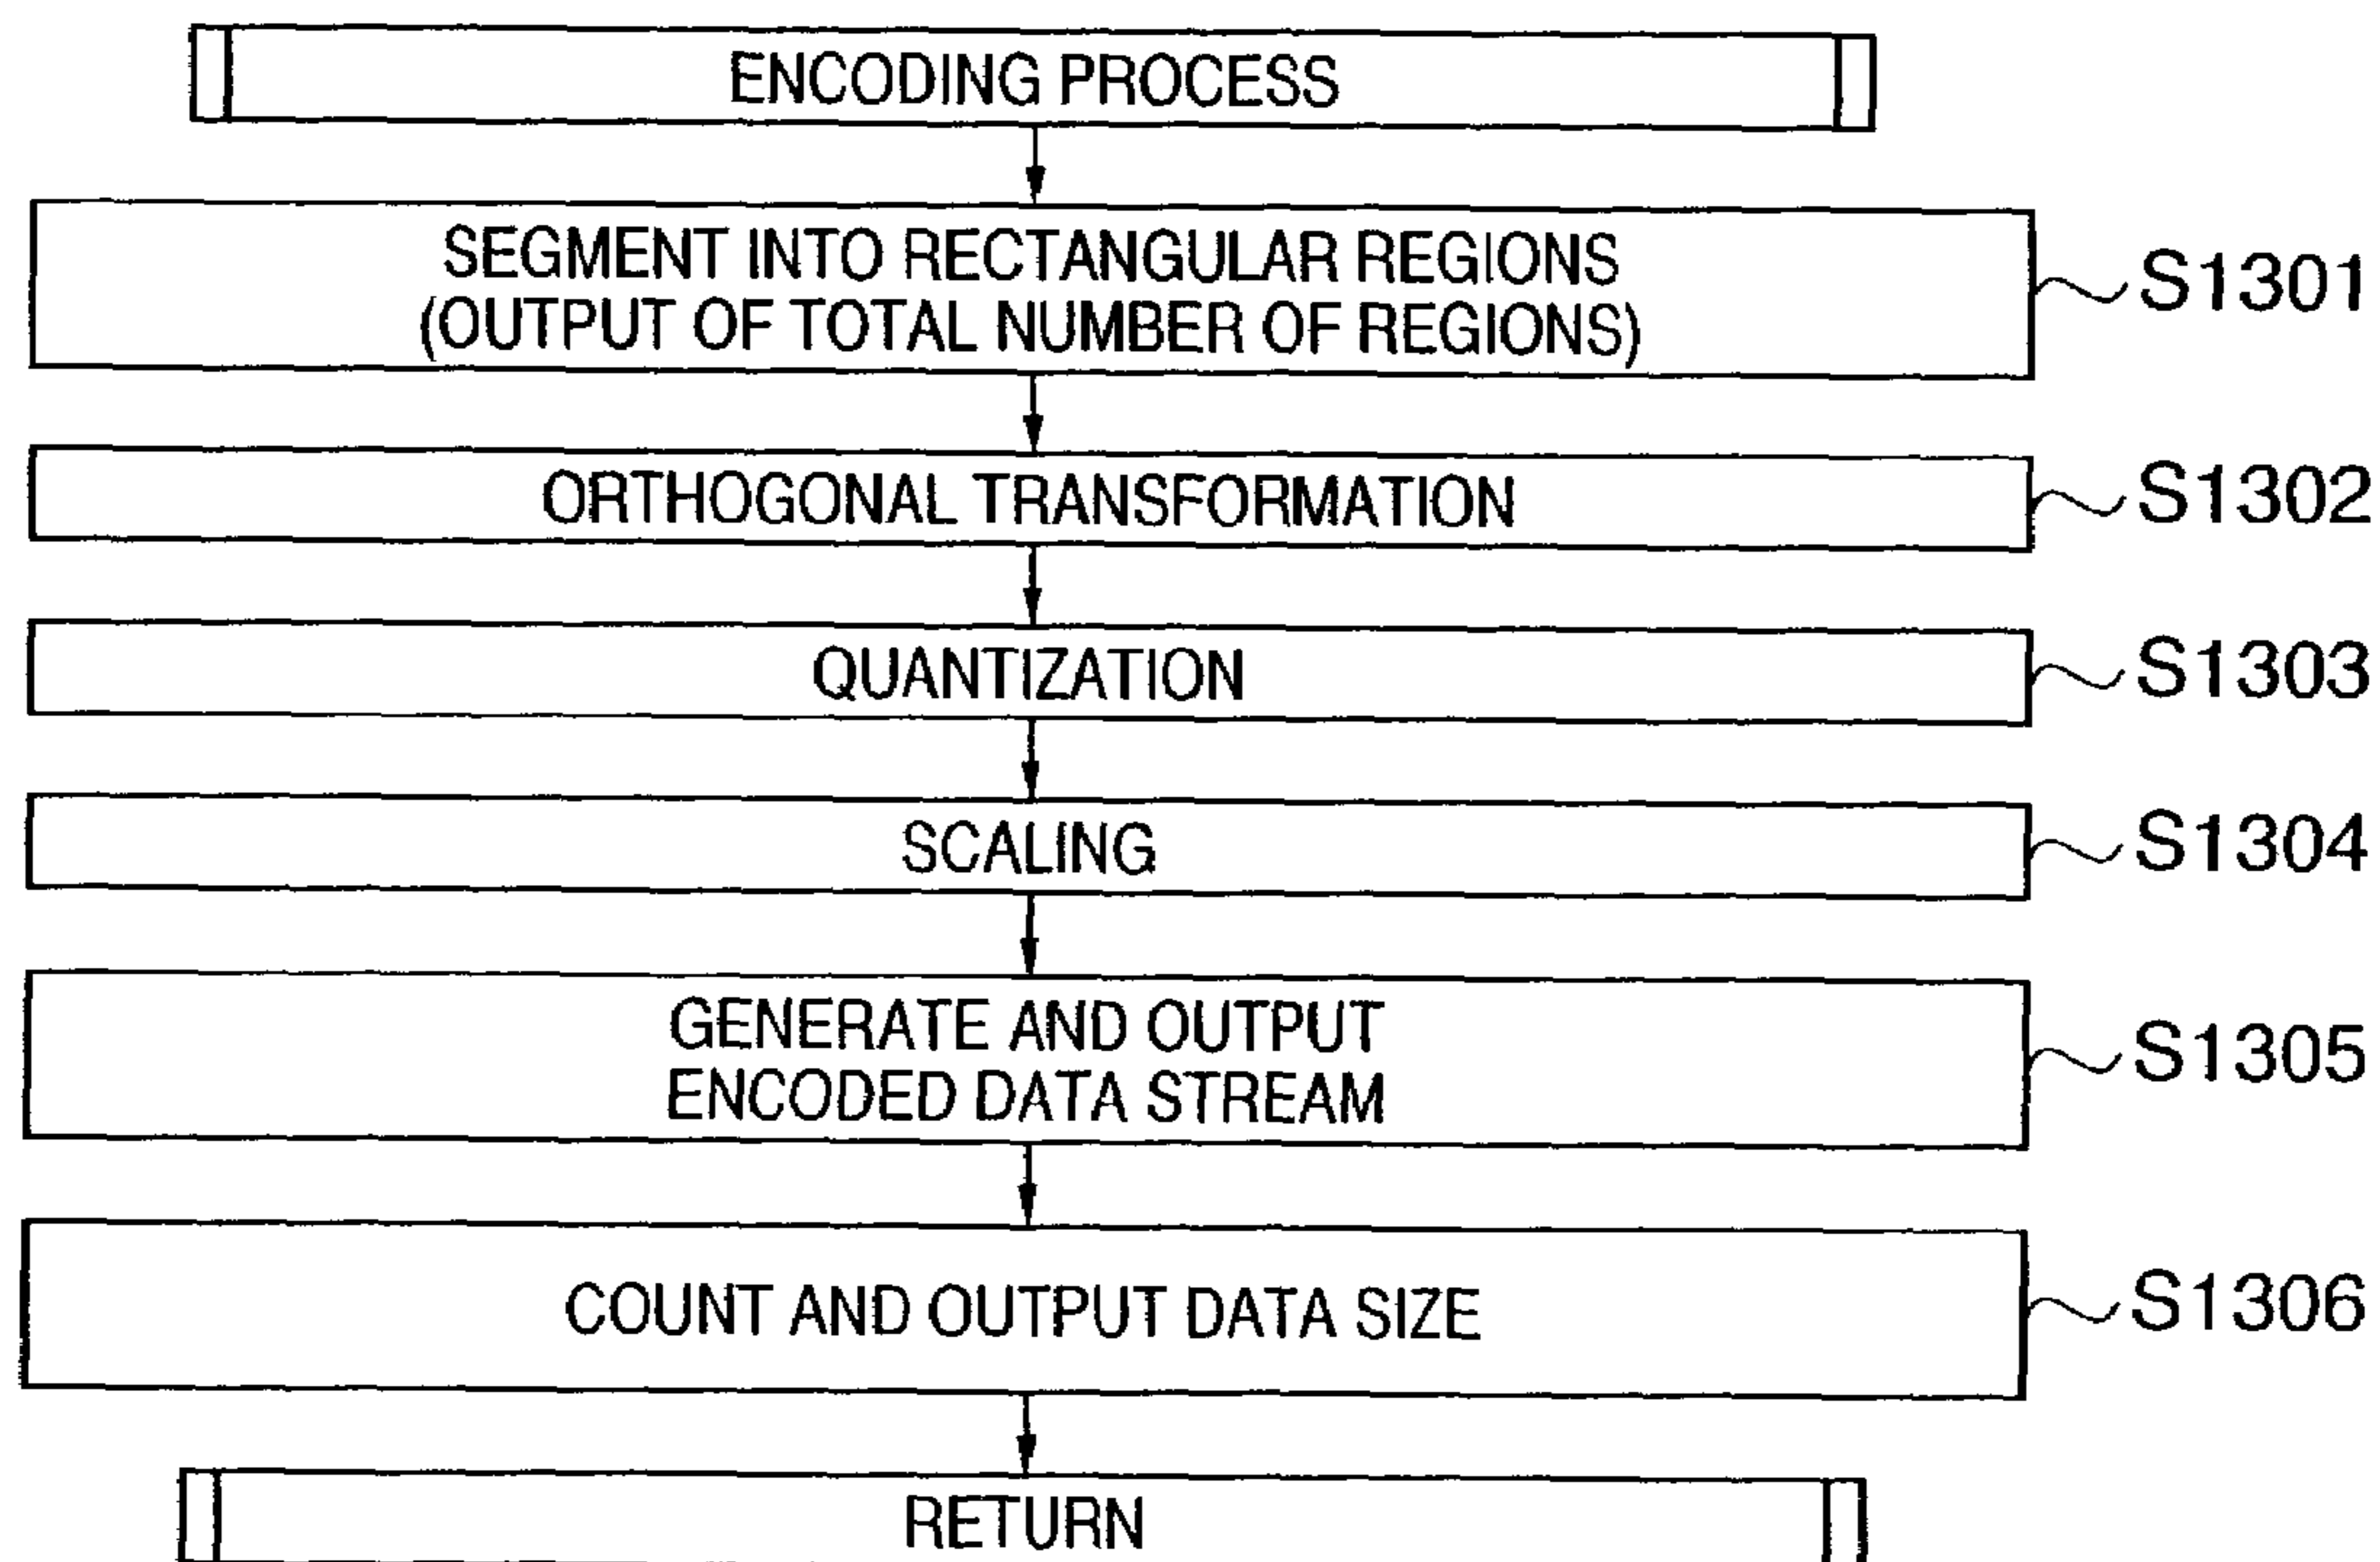 ENCODING PROCESS
SEGMENT INTO RECTANGULAR REGIONS
(OUTPUT OF TOTAL NUMBER OF REGIONS)
S1301
ORTHOGONAL TRANSFORMATION
S1302
QUANTIZATION
S1303
SCALING
S1304
GENERATE AND OUTPUT
ENCODED DATA STREAM
S1305
COUNT AND OUTPUT DATA SIZE
S1306
RETURN